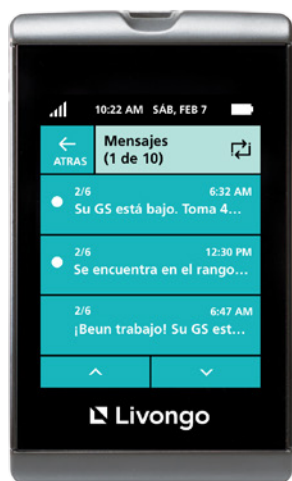 10:22 AM SÁB, FEB 7
ATRAS
Mensajes
(1 de 10)
2/6 6:32 AM
Su GS está bajo. Toma 4...
2/6 12:30 PM
Se encuentra en el rango...
2/6 6:47 AM
¡Beun trabajo! Su GS est...
Livongo